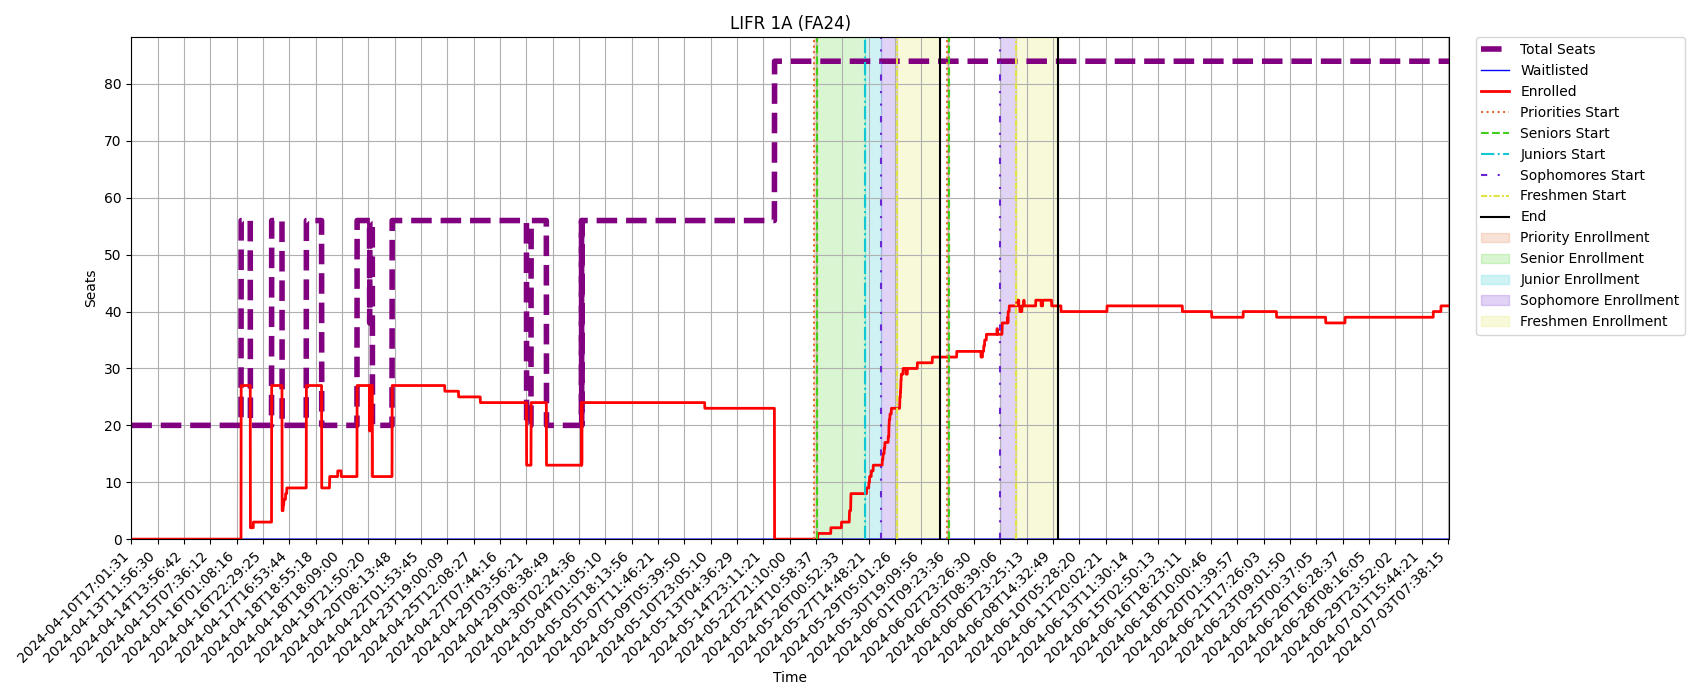 LIFR 1A (FA24)
Seats
80
70
60
50
40
30
20
10
0
2024-04-10T17:01:31
2024-04-13T11:56:30
2024-04-14T13:56:42
2024-04-15T07:36:12
2024-04-16T01:08:16
2024-04-16T22:29:25
2024-04-17T16:53:44
2024-04-18T18:55:18
2024-04-18T18:09:00
2024-04-19T21:50:20
2024-04-20T08:13:48
2024-04-22T01:53:45
2024-04-23T19:00:09
2024-04-25T12:08:27
2024-04-27T07:44:16
2024-04-29T03:56:21
2024-04-29T08:38:49
2024-04-30T02:24:36
2024-05-04T01:05:10
2024-05-05T18:13:56
2024-05-07T11:46:21
2024-05-09T05:39:50
2024-05-10T23:05:10
2024-05-13T04:36:29
2024-05-14T23:11:21
2024-05-22T21:10:00
2024-05-24T10:58:37
2024-05-26T00:52:33
2024-05-27T14:48:21
2024-05-29T05:01:26
2024-05-30T19:09:56
2024-06-01T09:23:36
2024-06-02T23:26:30
2024-06-05T08:39:06
2024-06-06T23:25:13
2024-06-08T14:32:49
2024-06-10T05:28:20
2024-06-11T20:02:21
2024-06-13T11:30:14
2024-06-15T02:50:13
2024-06-16T18:23:11
2024-06-18T10:00:46
2024-06-20T01:39:57
2024-06-21T17:26:03
2024-06-23T09:01:50
2024-06-25T00:37:05
2024-06-26T16:28:37
2024-06-28T08:16:05
2024-06-29T23:52:02
2024-07-01T15:44:21
2024-07-03T07:38:15
Time
Total Seats
Waitlisted
Enrolled
Priorities Start
Seniors Start
Juniors Start
Sophomores Start
Freshmen Start
End
Priority Enrollment
Senior Enrollment
Junior Enrollment
Sophomore Enrollment
Freshmen Enrollment